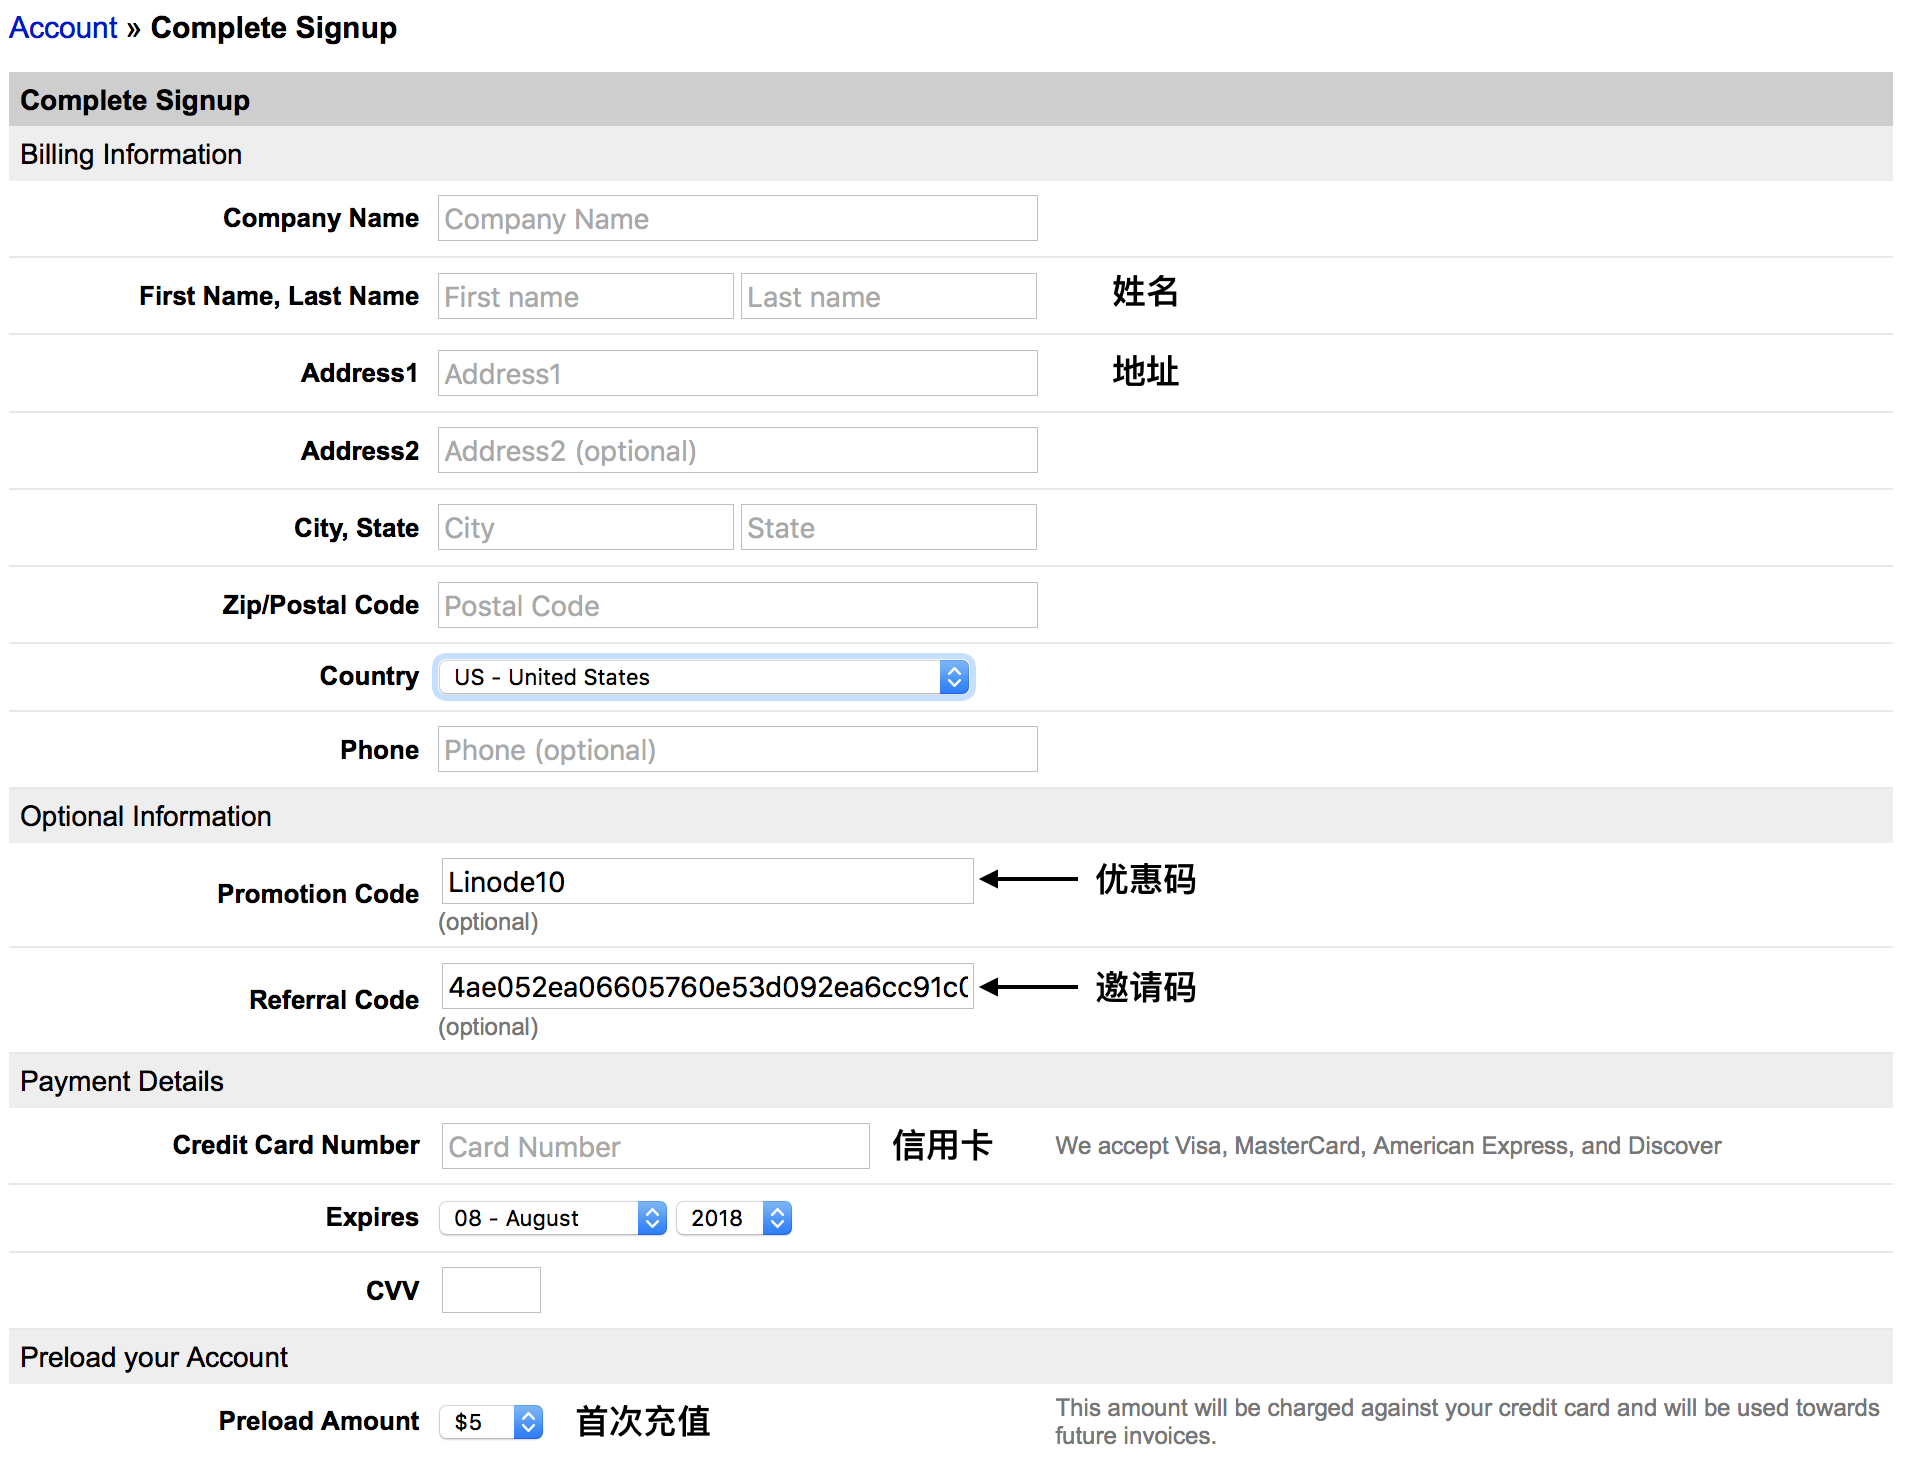 Account » Complete Signup
Complete Signup
Billing Information
Company Name Company Name
First Name, Last Name First name Last name 姓名
Address1 Address1 地址
Address2 Address2 (optional)
City, State City State
Zip/Postal Code Postal Code
Country US - United States
Phone Phone (optional)
Optional Information
Promotion Code Linode10 优惠码
(optional)
Referral Code 4ae052ea06605760e53d092ea6cc91c 邀请码
(optional)
Payment Details
Credit Card Number Card Number 信用卡 We accept Visa, MasterCard, American Express, and Discover
Expires 08 - August 2018
CVV
Preload your Account
Preload Amount $5 首次充值 This amount will be charged against your credit card and will be used towards
future invoices.